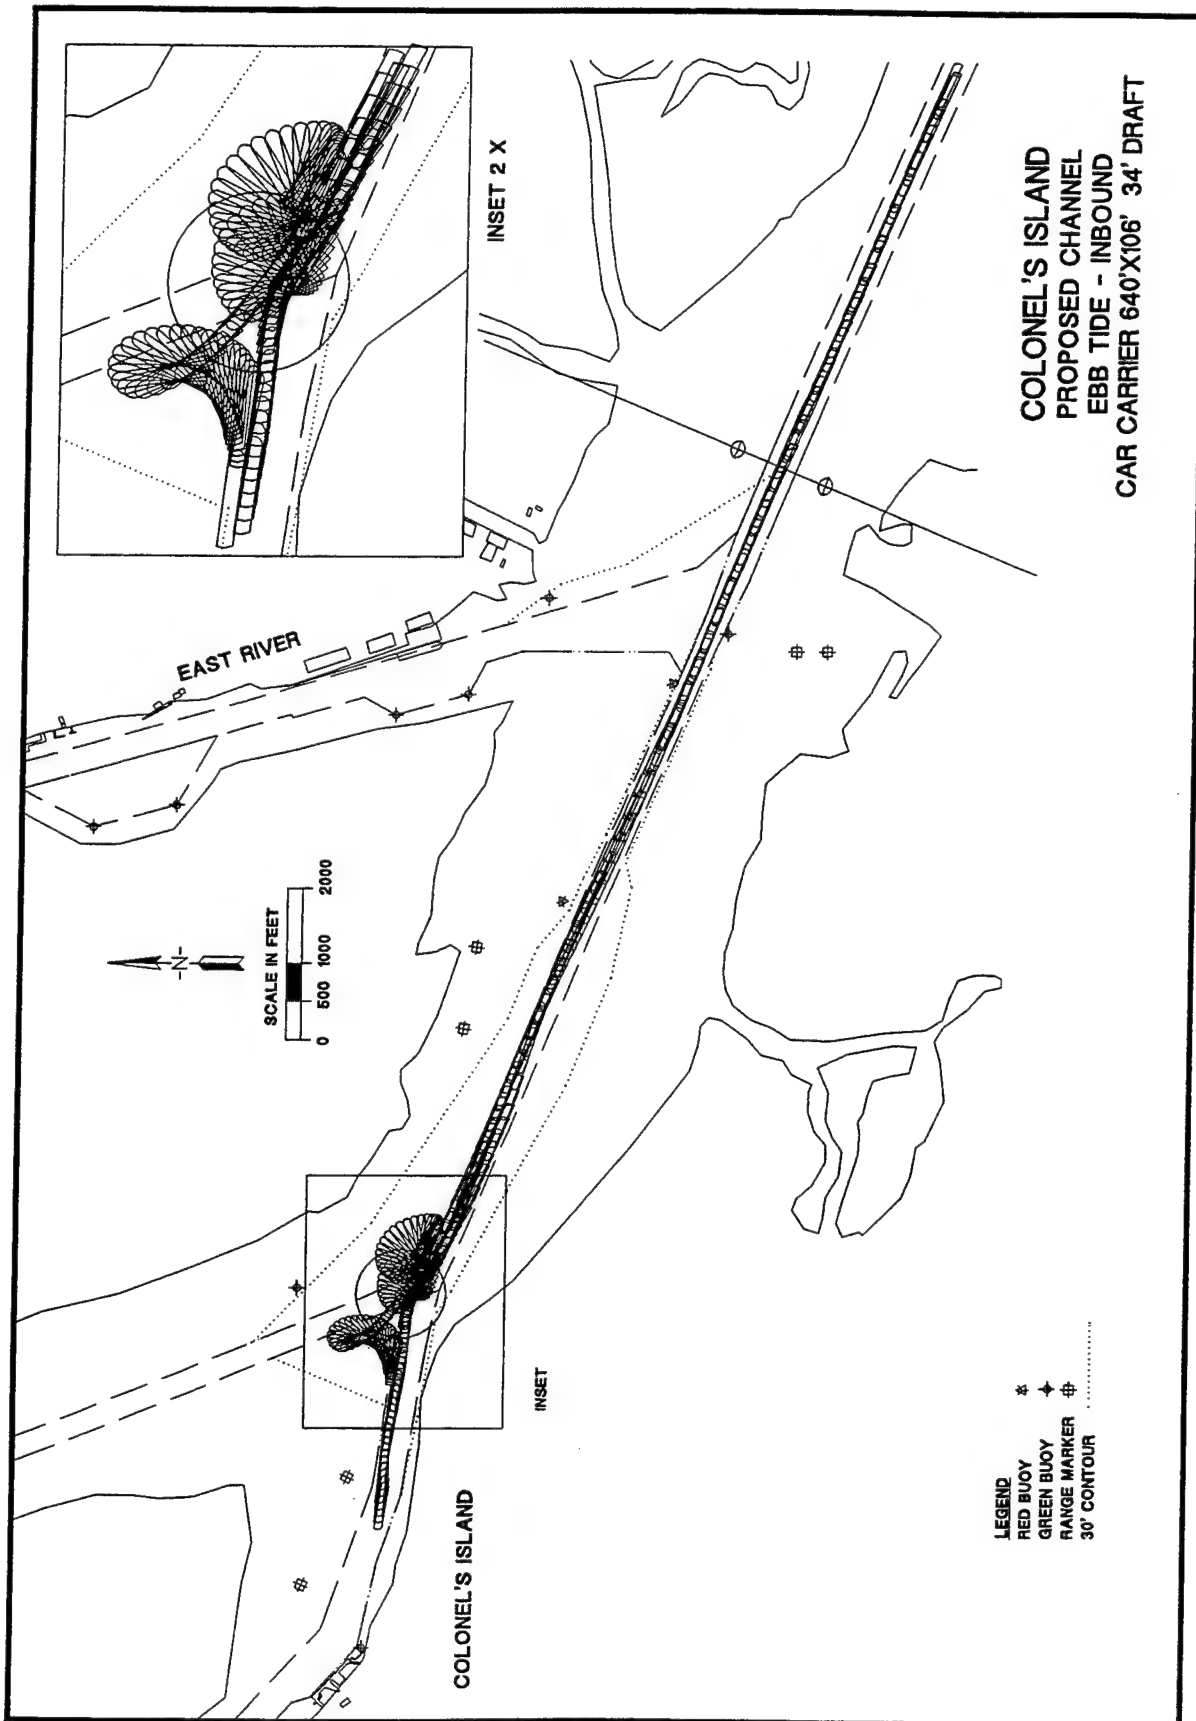 INSET 2 X
EAST RIVER
-N-
SCALE IN FEET
0 500 1000 2000
INSET
COLONEL'S ISLAND
LEGEND
RED BUOY
GREEN BUOY
RANGE MARKER
30' CONTOUR
COLONEL'S ISLAND
PROPOSED CHANNEL
EBB TIDE - INBOUND
CAR CARRIER 640'X106' 34' DRAFT